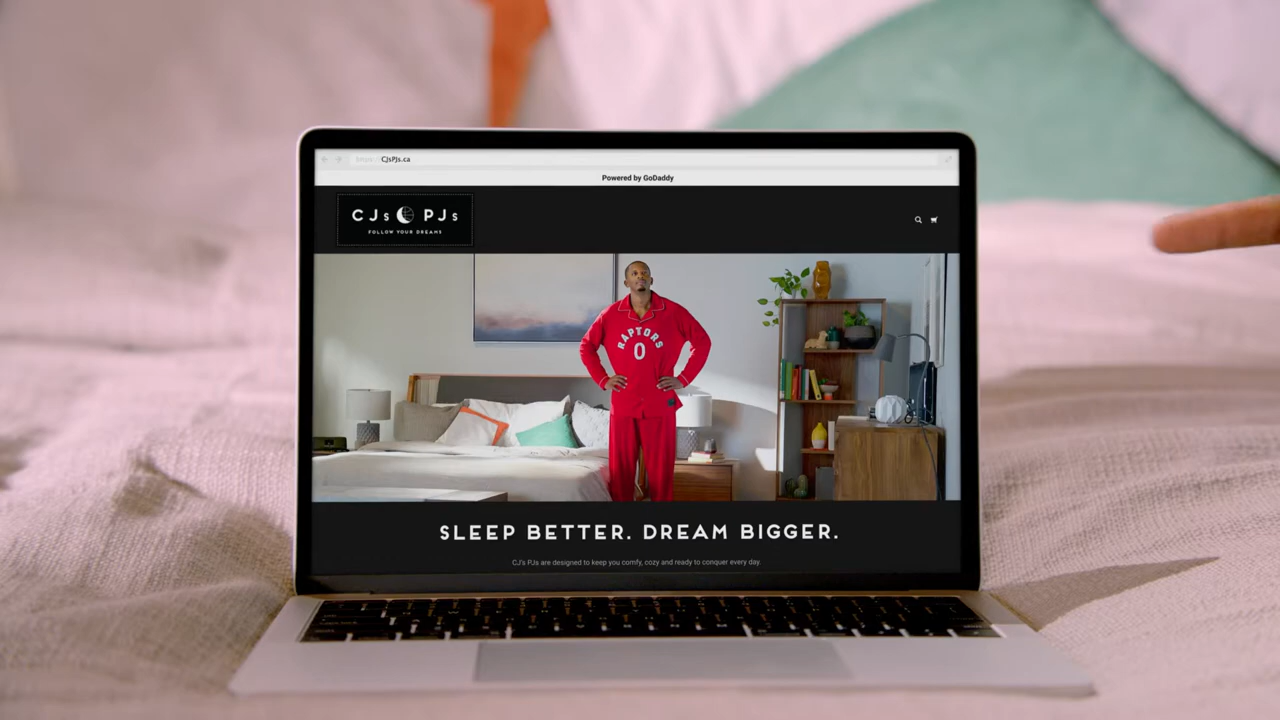 https://CJsPJs.ca
Powered by GoDaddy
CJs PJs
FOLLOW YOUR DREAMS
RAPTORS
0
SLEEP BETTER. DREAM BIGGER.
CJ's PJs are designed to keep you comfy, cozy and ready to conquer every day.